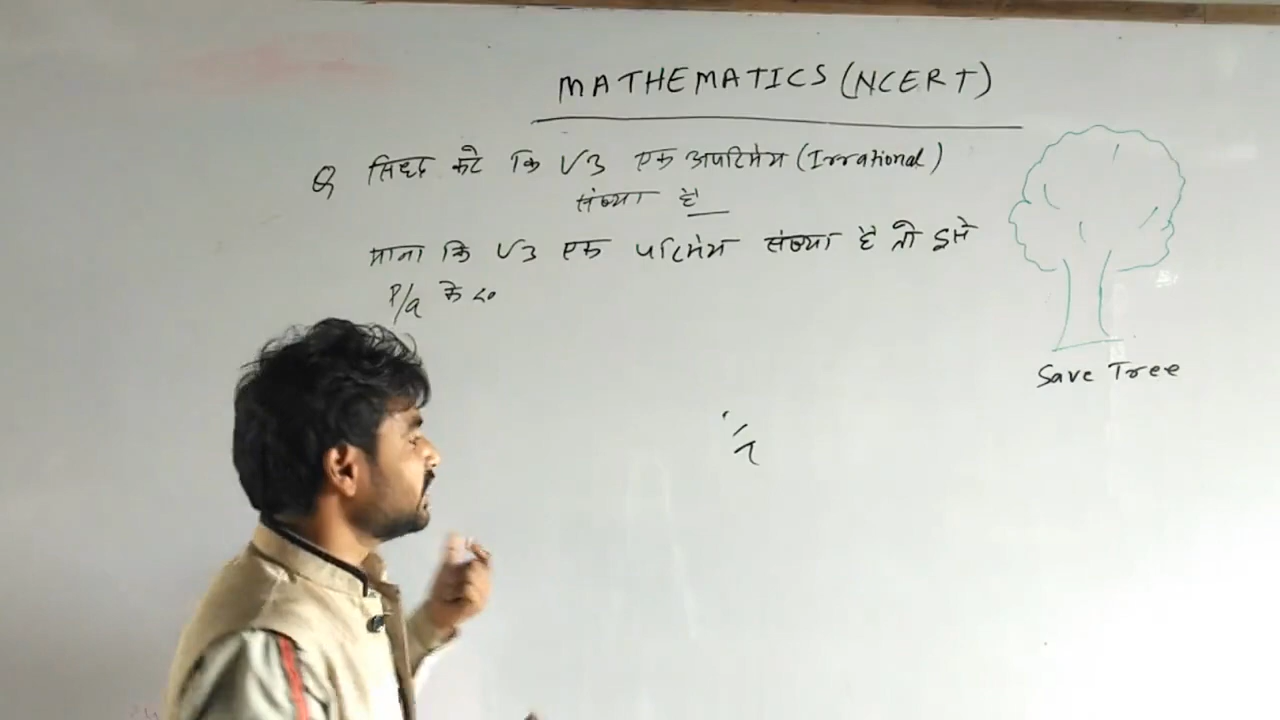 MATHEMATICS (NCERT)
Q सिध्द करे कि √3 एक अपरिमेय (Irrational)
संख्या है
माना कि √3 एक परिमेय संख्या है तो इसे
P/q के
Save Tree